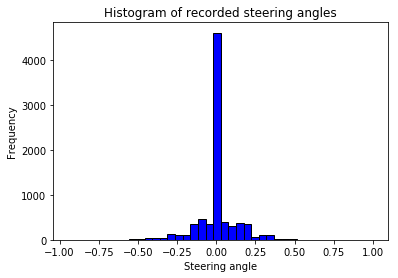 Histogram of recorded steering angles
Frequency
4000
3000
2000
1000
0
−1.00 −0.75 −0.50 −0.25 0.00 0.25 0.50 0.75 1.00
Steering angle